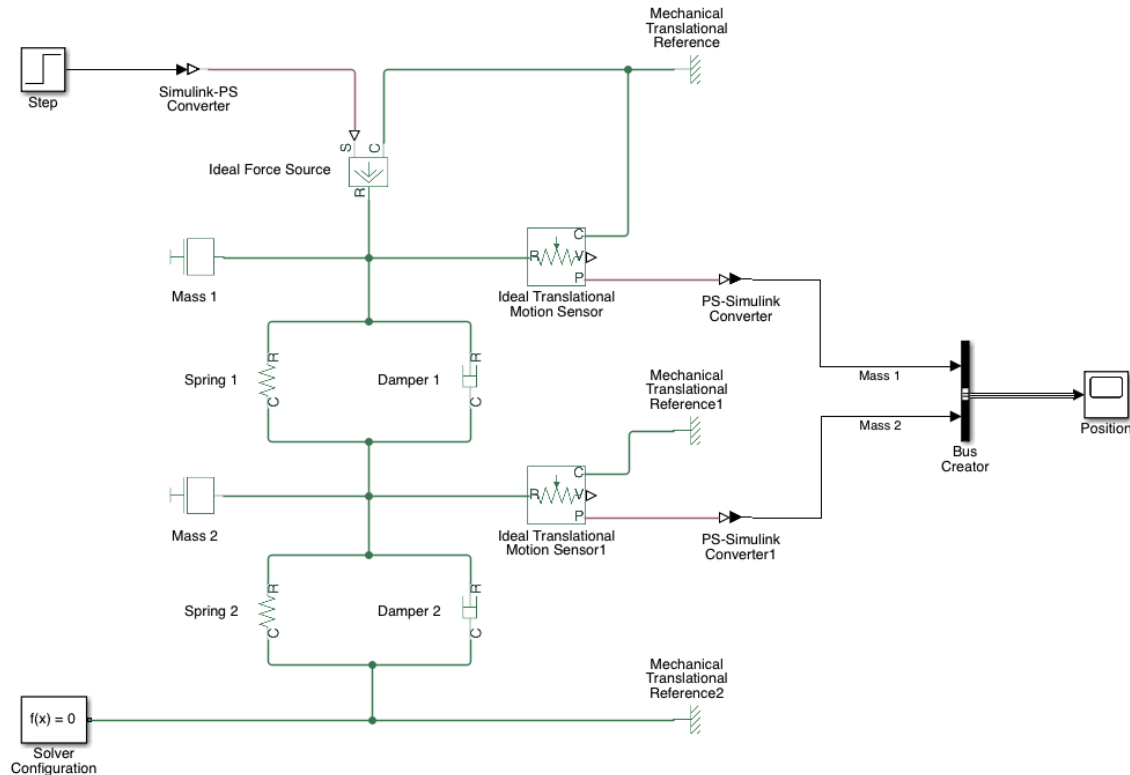 Mechanical
Translational
Reference
Step
Simulink-PS
Converter
S
C
Ideal Force Source
R
Mass 1
R
C
V
P
Ideal Translational
Motion Sensor
PS-Simulink
Converter
Spring 1
R
C
Damper 1
R
C
Mechanical
Translational
Reference1
Mass 1
Mass 2
Bus
Creator
Position
Mass 2
R
C
V
P
Ideal Translational
Motion Sensor1
PS-Simulink
Converter1
Spring 2
R
C
Damper 2
R
C
Mechanical
Translational
Reference2
f(x) = 0
Solver
Configuration